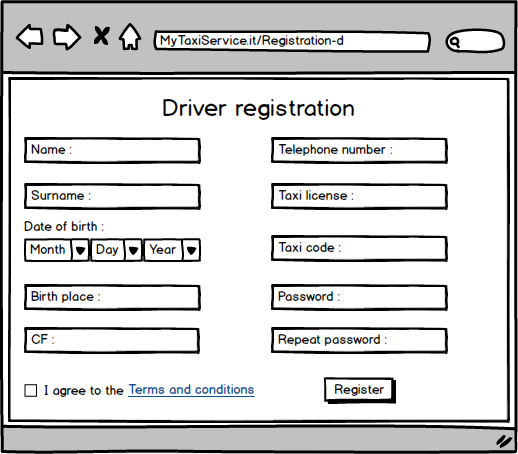 MyTaxiService.it/Registration-d
Driver registration
Name :
Telephone number :
Surname :
Taxi license :
Date of birth :
Month Day Year
Taxi code :
Birth place :
Password :
CF :
Repeat password :
I agree to the Terms and conditions
Register